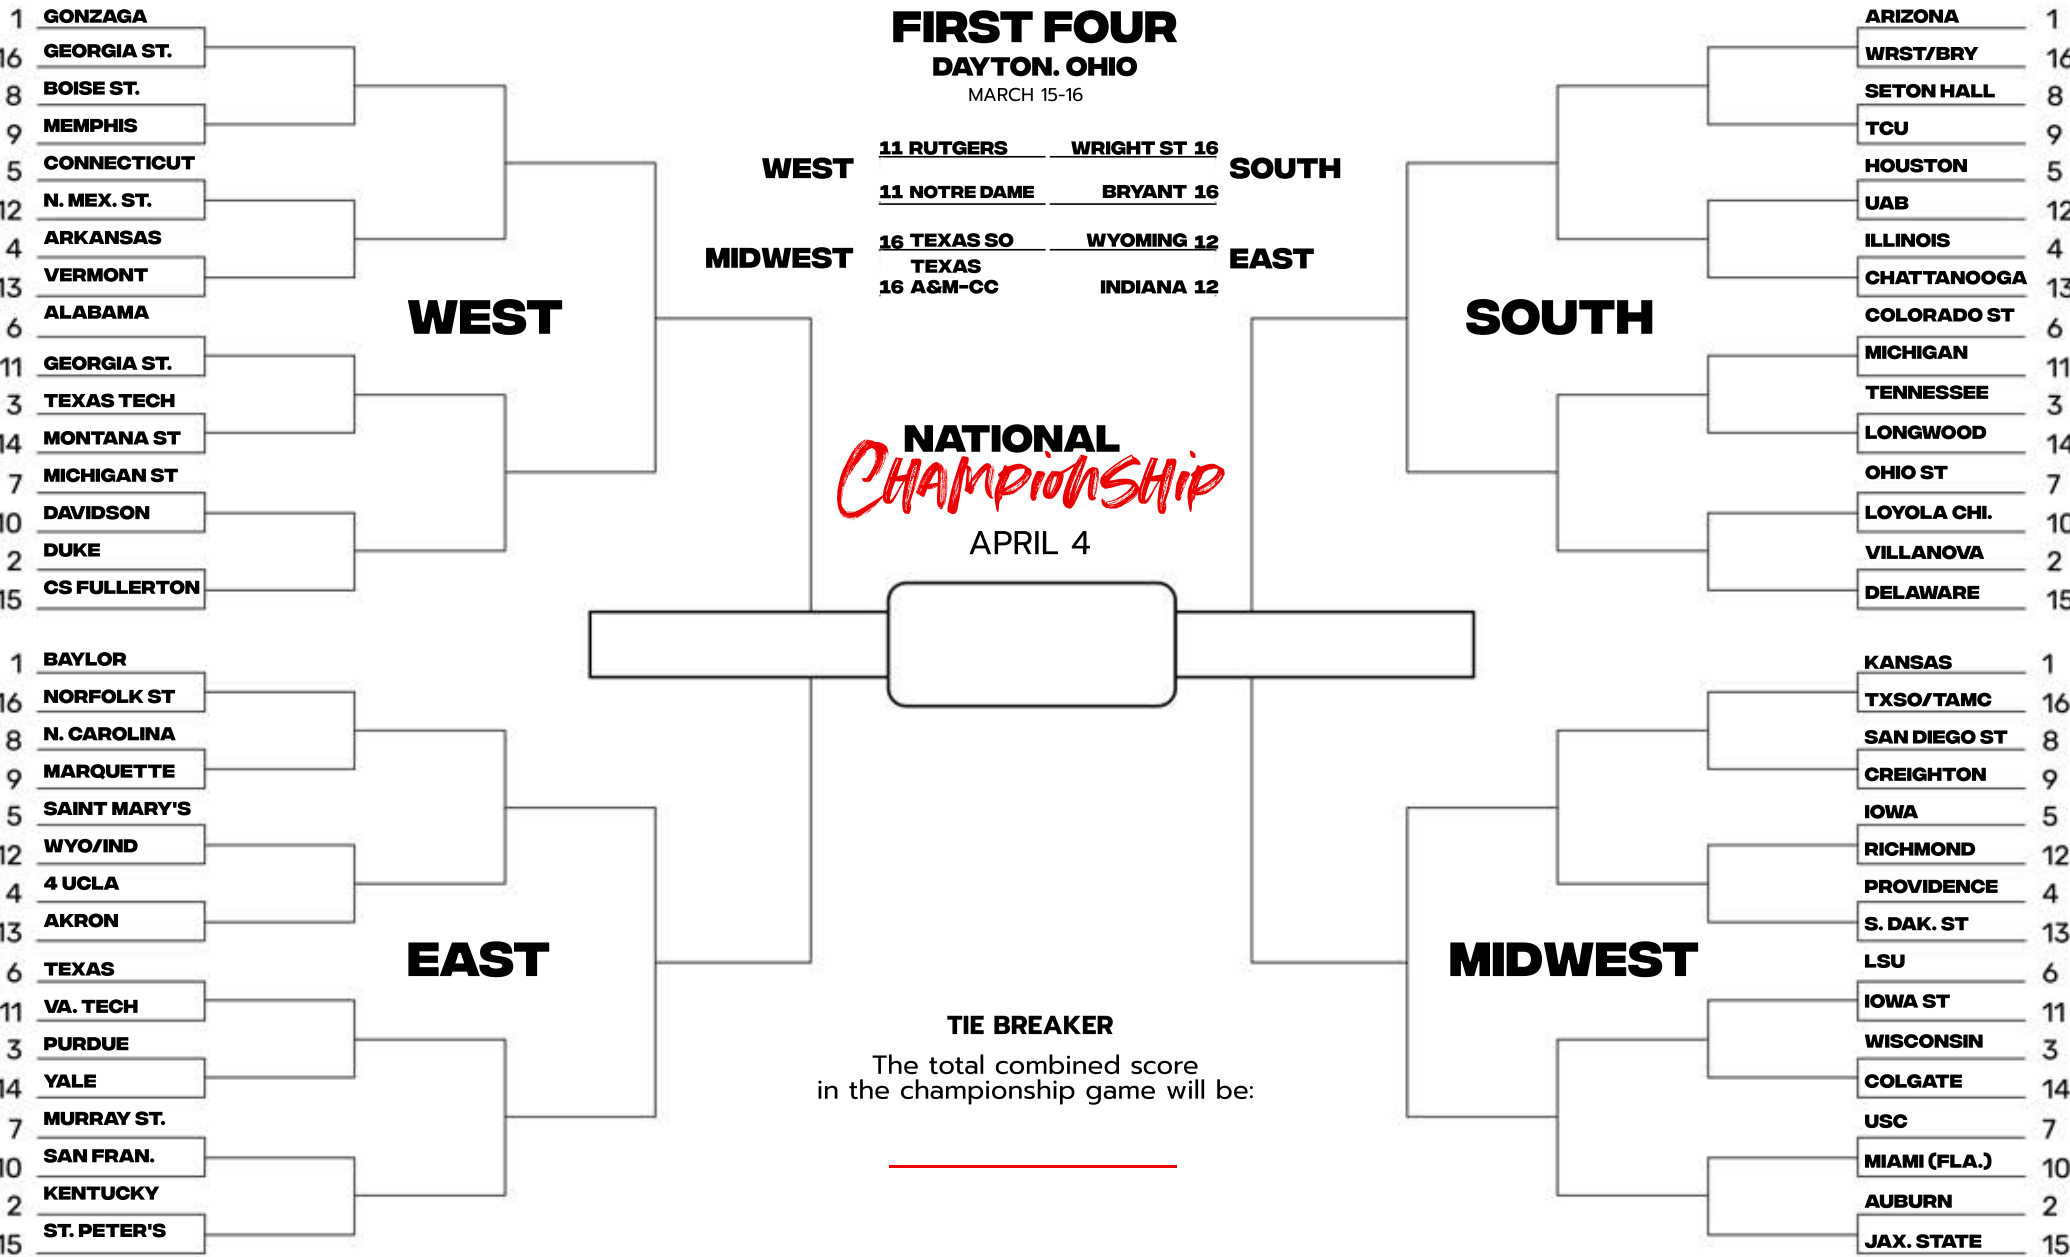 1 GONZAGA
16 GEORGIA ST.
8 BOISE ST.
9 MEMPHIS
5 CONNECTICUT
12 N. MEX. ST.
4 ARKANSAS
13 VERMONT
6 ALABAMA
11 GEORGIA ST.
3 TEXAS TECH
14 MONTANA ST
7 MICHIGAN ST
10 DAVIDSON
2 DUKE
15 CS FULLERTON
WEST
1 BAYLOR
16 NORFOLK ST
8 N. CAROLINA
9 MARQUETTE
5 SAINT MARY'S
12 WYO/IND
4 4 UCLA
13 AKRON
6 TEXAS
11 VA. TECH
3 PURDUE
14 YALE
7 MURRAY ST.
10 SAN FRAN.
2 KENTUCKY
15 ST. PETER'S
EAST
FIRST FOUR
DAYTON. OHIO
MARCH 15-16
WEST
11 RUTGERS
11 NOTRE DAME
WRIGHT ST 16
BRYANT 16
SOUTH
MIDWEST
16 TEXAS SO
TEXAS
16 A&M-CC
WYOMING 12
INDIANA 12
EAST
NATIONAL
CHAMPIONSHIP
APRIL 4
TIE BREAKER
The total combined score
in the championship game will be:
ARIZONA 1
WRST/BRY 16
SETON HALL 8
TCU 9
HOUSTON 5
UAB 12
ILLINOIS 4
CHATTANOOGA 13
COLORADO ST 6
MICHIGAN 11
TENNESSEE 3
LONGWOOD 14
OHIO ST 7
LOYOLA CHI. 10
VILLANOVA 2
DELAWARE 15
SOUTH
KANSAS 1
TXSO/TAMC 16
SAN DIEGO ST 8
CREIGHTON 9
IOWA 5
RICHMOND 12
PROVIDENCE 4
S. DAK. ST 13
LSU 6
IOWA ST 11
WISCONSIN 3
COLGATE 14
USC 7
MIAMI (FLA.) 10
AUBURN 2
JAX. STATE 15
MIDWEST